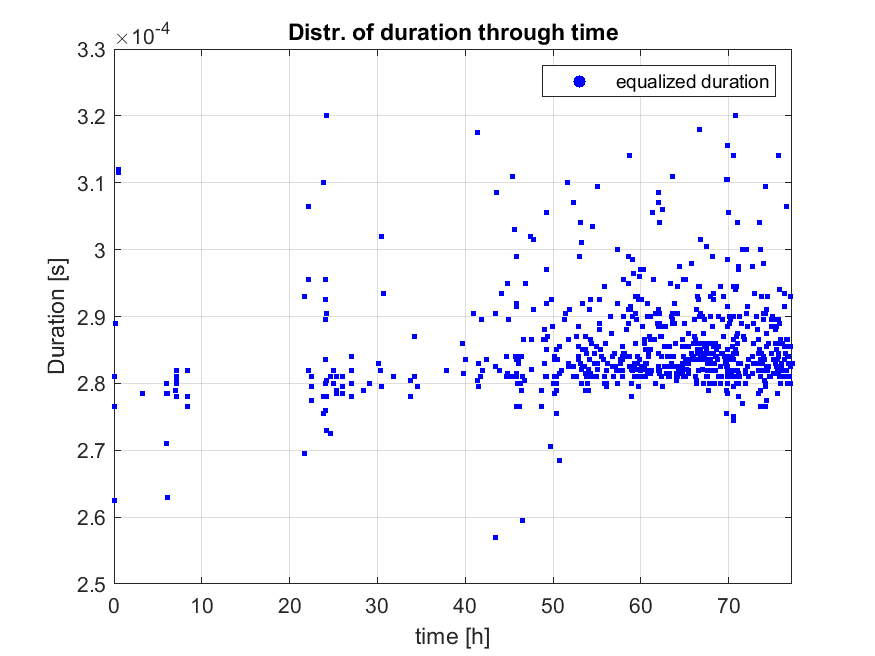 Distr. of duration through time
×10-4
equalized duration
3.3
3.2
3.1
3
2.9
2.8
2.7
2.6
2.5
Duration [s]
0 10 20 30 40 50 60 70
time [h]